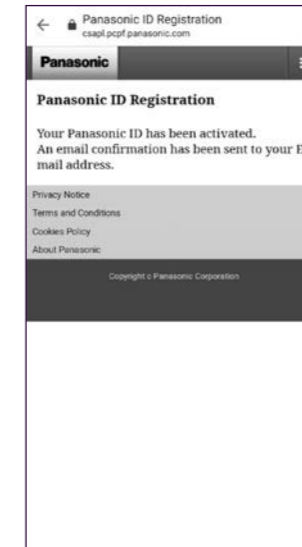 Panasonic ID Registration
csapl.pcpf.panasonic.com
Panasonic
Panasonic ID Registration
Your Panasonic ID has been activated.
An email confirmation has been sent to your E
mail address.
Privacy Notice
Terms and Conditions
Cookies Policy
About Panasonic
Copyright c Panasonic Corporation